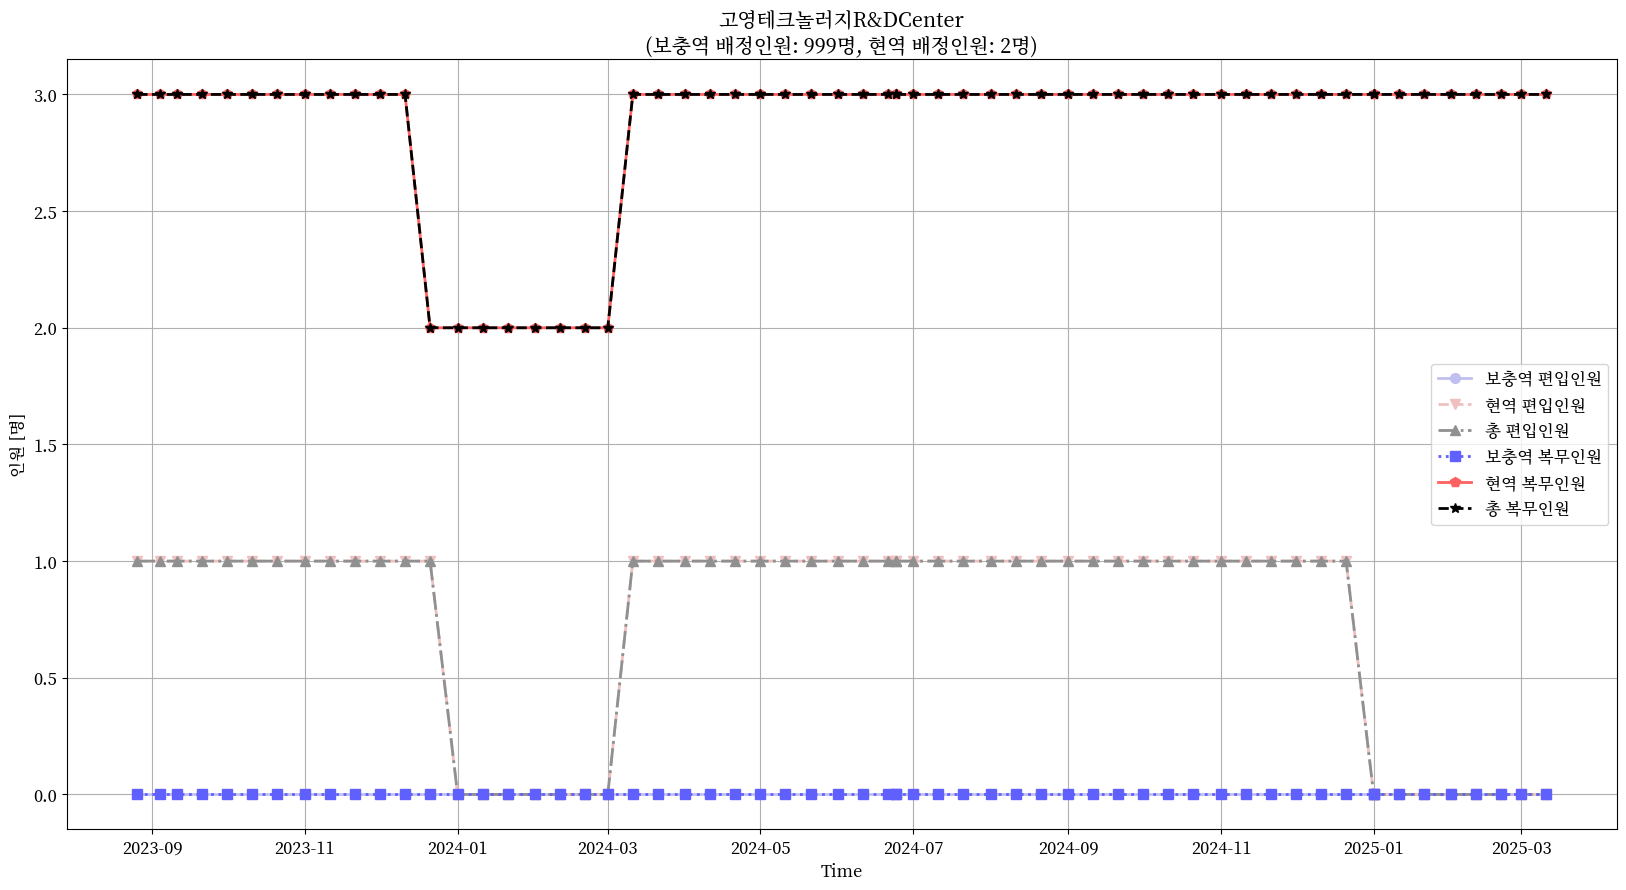 고영테크놀러지R&DCenter
(보충역 배정인원: 999명, 현역 배정인원: 2명)
3.0
2.5
2.0
1.5
1.0
0.5
0.0
인원 [명]
보충역 편입인원
현역 편입인원
총 편입인원
보충역 복무인원
현역 복무인원
총 복무인원
2023-09
2023-11
2024-01
2024-03
2024-05
2024-07
2024-09
2024-11
2025-01
2025-03
Time